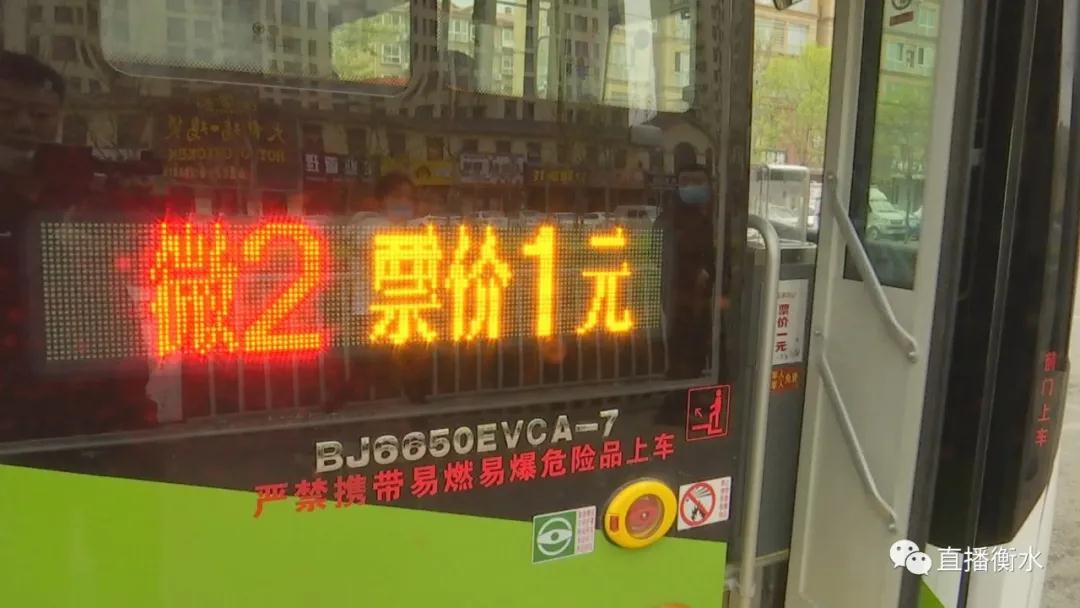 微2 票价1元
BJ6650EVCA-7
严禁携带易燃易爆危险品上车
票价一元
前门上车
直播衡水